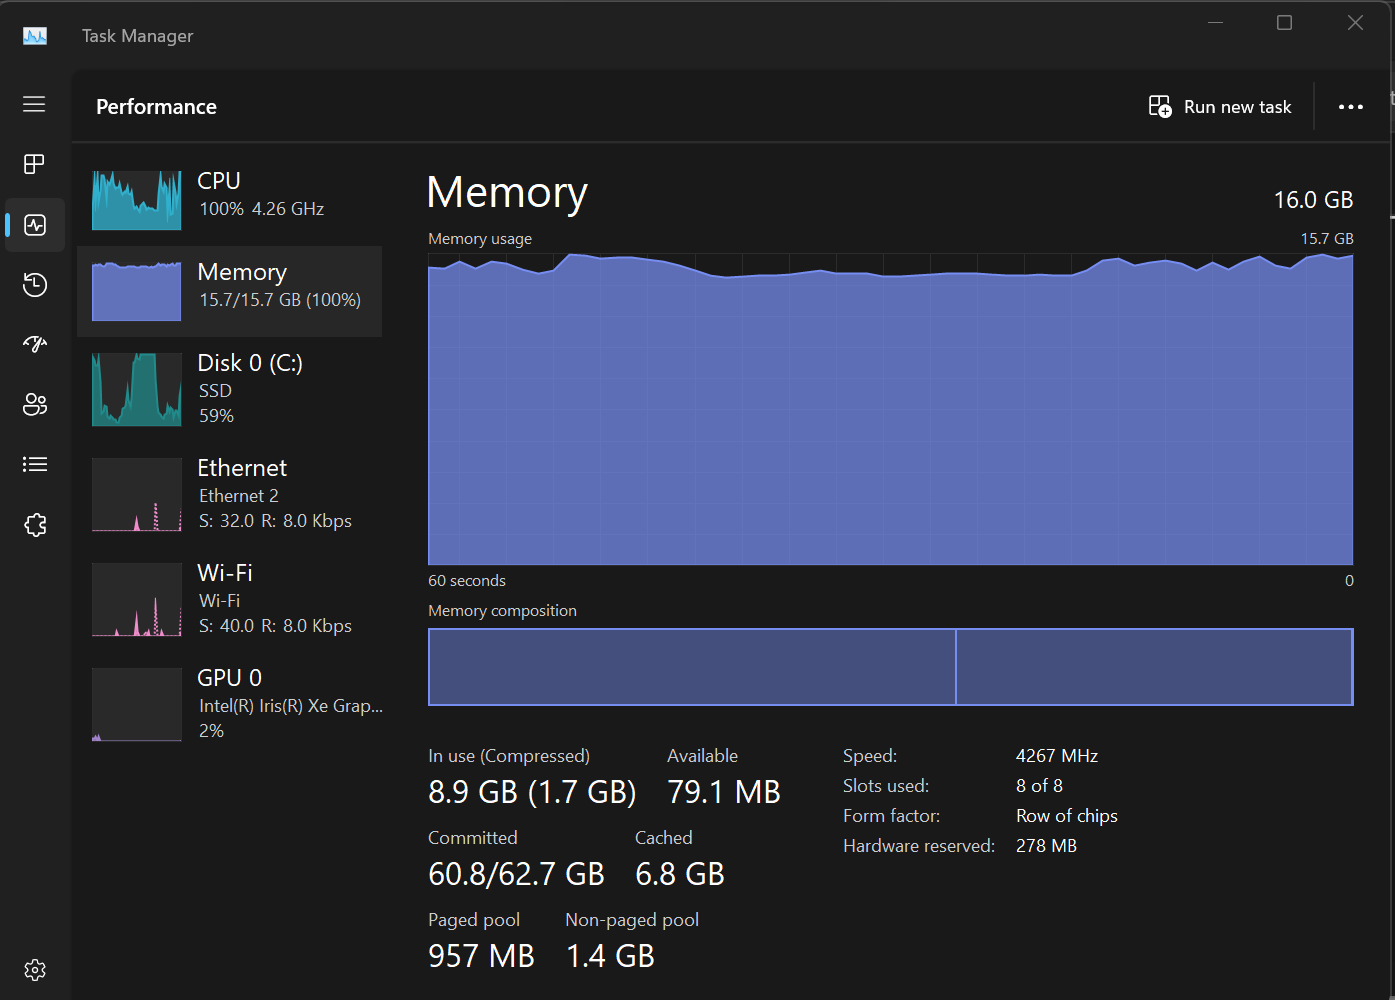 Task Manager
Performance
Run new task
CPU
100% 4.26 GHz
Memory
15.7/15.7 GB (100%)
Disk 0 (C:)
SSD
59%
Ethernet
Ethernet 2
S: 32.0 R: 8.0 Kbps
Wi-Fi
Wi-Fi
S: 40.0 R: 8.0 Kbps
GPU 0
Intel(R) Iris(R) Xe Grap...
2%
Memory
16.0 GB
Memory usage
15.7 GB
60 seconds
0
Memory composition
In use (Compressed)
8.9 GB (1.7 GB)
Available
79.1 MB
Committed
60.8/62.7 GB
Cached
6.8 GB
Paged pool
957 MB
Non-paged pool
1.4 GB
Speed: 4267 MHz
Slots used: 8 of 8
Form factor: Row of chips
Hardware reserved: 278 MB